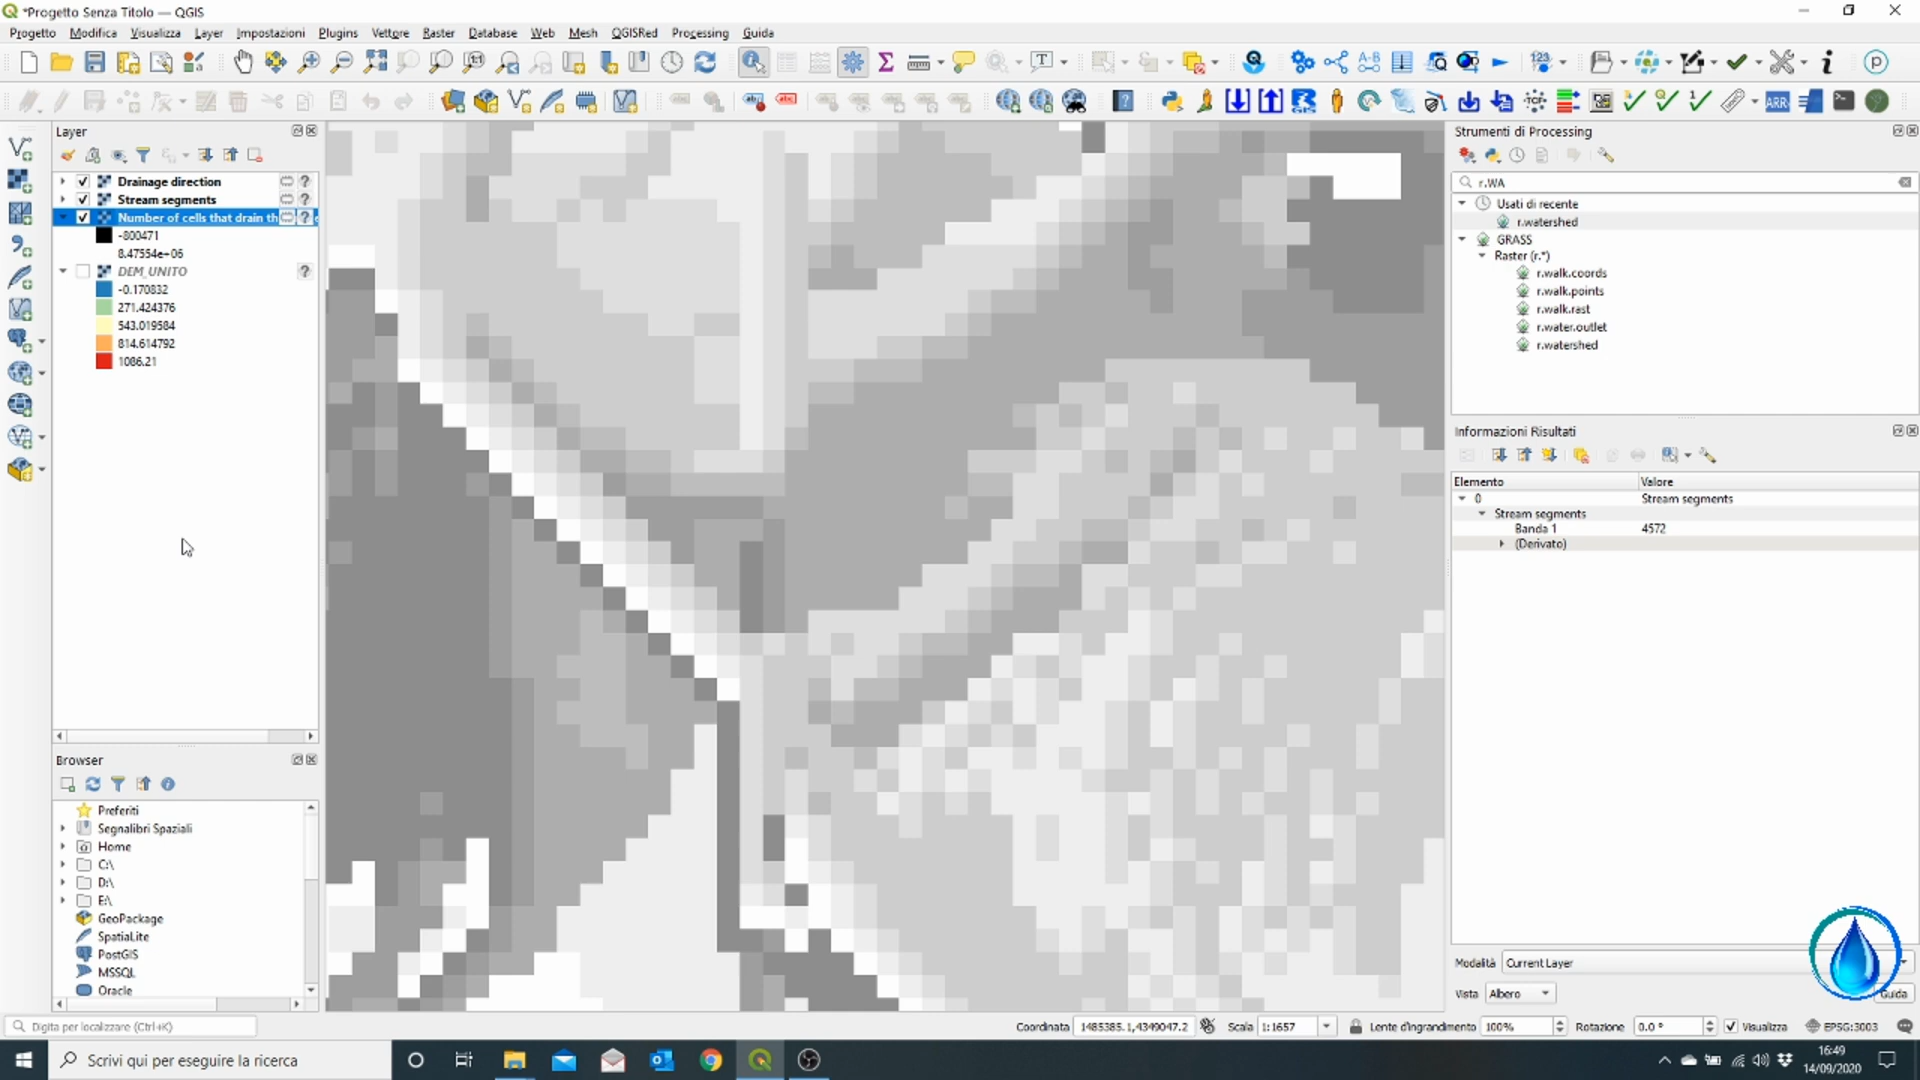 *Progetto Senza Titolo — QGIS
Progetto Modifica Visualizza Layer Impostazioni Plugins Vettore Raster Database Web Mesh QGISRed Processing Guida
Layer
Drainage direction
Stream segments
Number of cells that drain th
-800471
8.47554e+06
DEM_UNITO
-0.170832
271.424376
543.019584
814.614792
1086.21
Browser
Preferiti
Segnalibri Spaziali
Home
C:\
D:\
E:\
GeoPackage
SpatiaLite
PostGIS
MSSQL
Oracle
Strumenti di Processing
r.WA
Usati di recente
r.watershed
GRASS
Raster (r.*)
r.walk.coords
r.walk.points
r.walk.rast
r.water.outlet
r.watershed
Informazioni Risultati
Elemento Valore
0 Stream segments
Stream segments
Banda 1 4572
(Derivato)
Modalità Current Layer
Vista Albero Guida
Digita per localizzare (Ctrl+K) Coordinata 1485385.1,4349047.2 Scala 1:1657 Lente d'ingrandimento 100% Rotazione 0.0 ° Visualizza EPSG:3003
Scrivi qui per eseguire la ricerca
16:49
14/09/2020